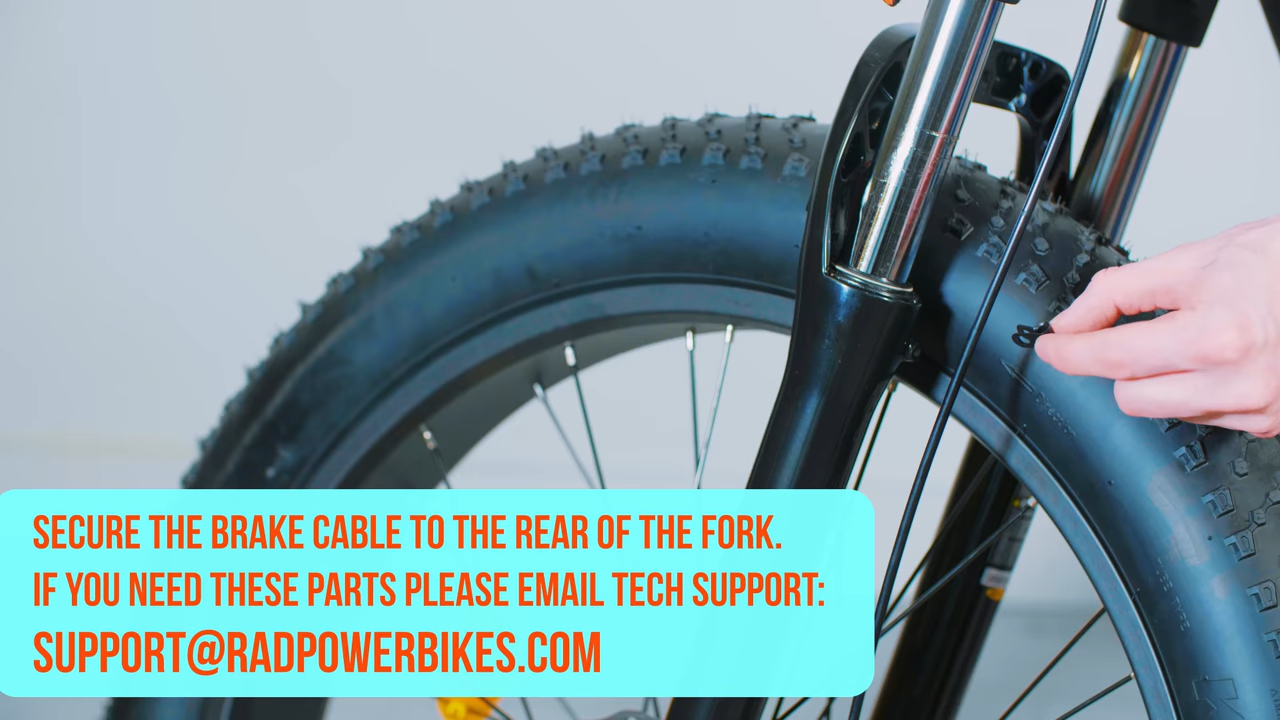 SECURE THE BRAKE CABLE TO THE REAR OF THE FORK.
IF YOU NEED THESE PARTS PLEASE EMAIL TECH SUPPORT:
SUPPORT@RADPOWERBIKES.COM